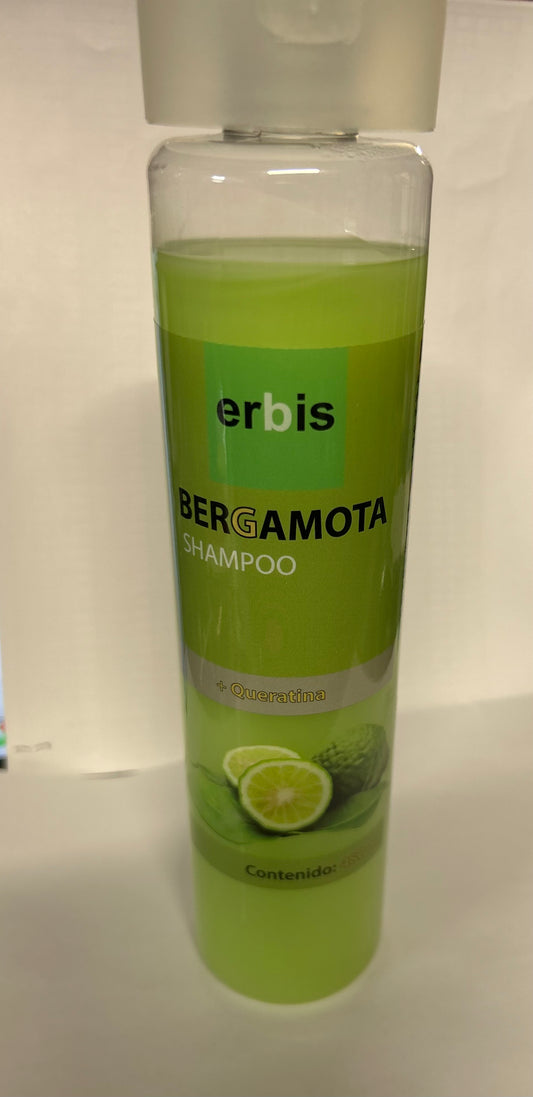 erbis
BERGAMOTA
SHAMPOO
+ Queratina
Contenido: